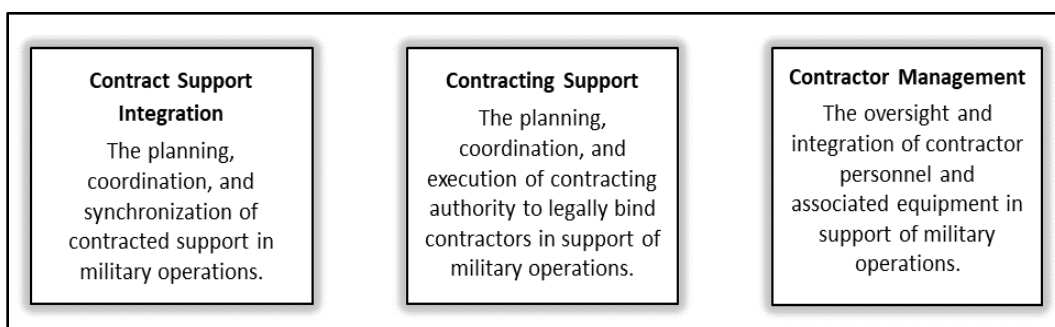 Contract Support
Integration
The planning,
coordination, and
synchronization of
contracted support in
military operations.
Contracting Support
The planning,
coordination, and
execution of contracting
authority to legally bind
contractors in support of
military operations.
Contractor Management
The oversight and
integration of contractor
personnel and
associated equipment in
support of military
operations.